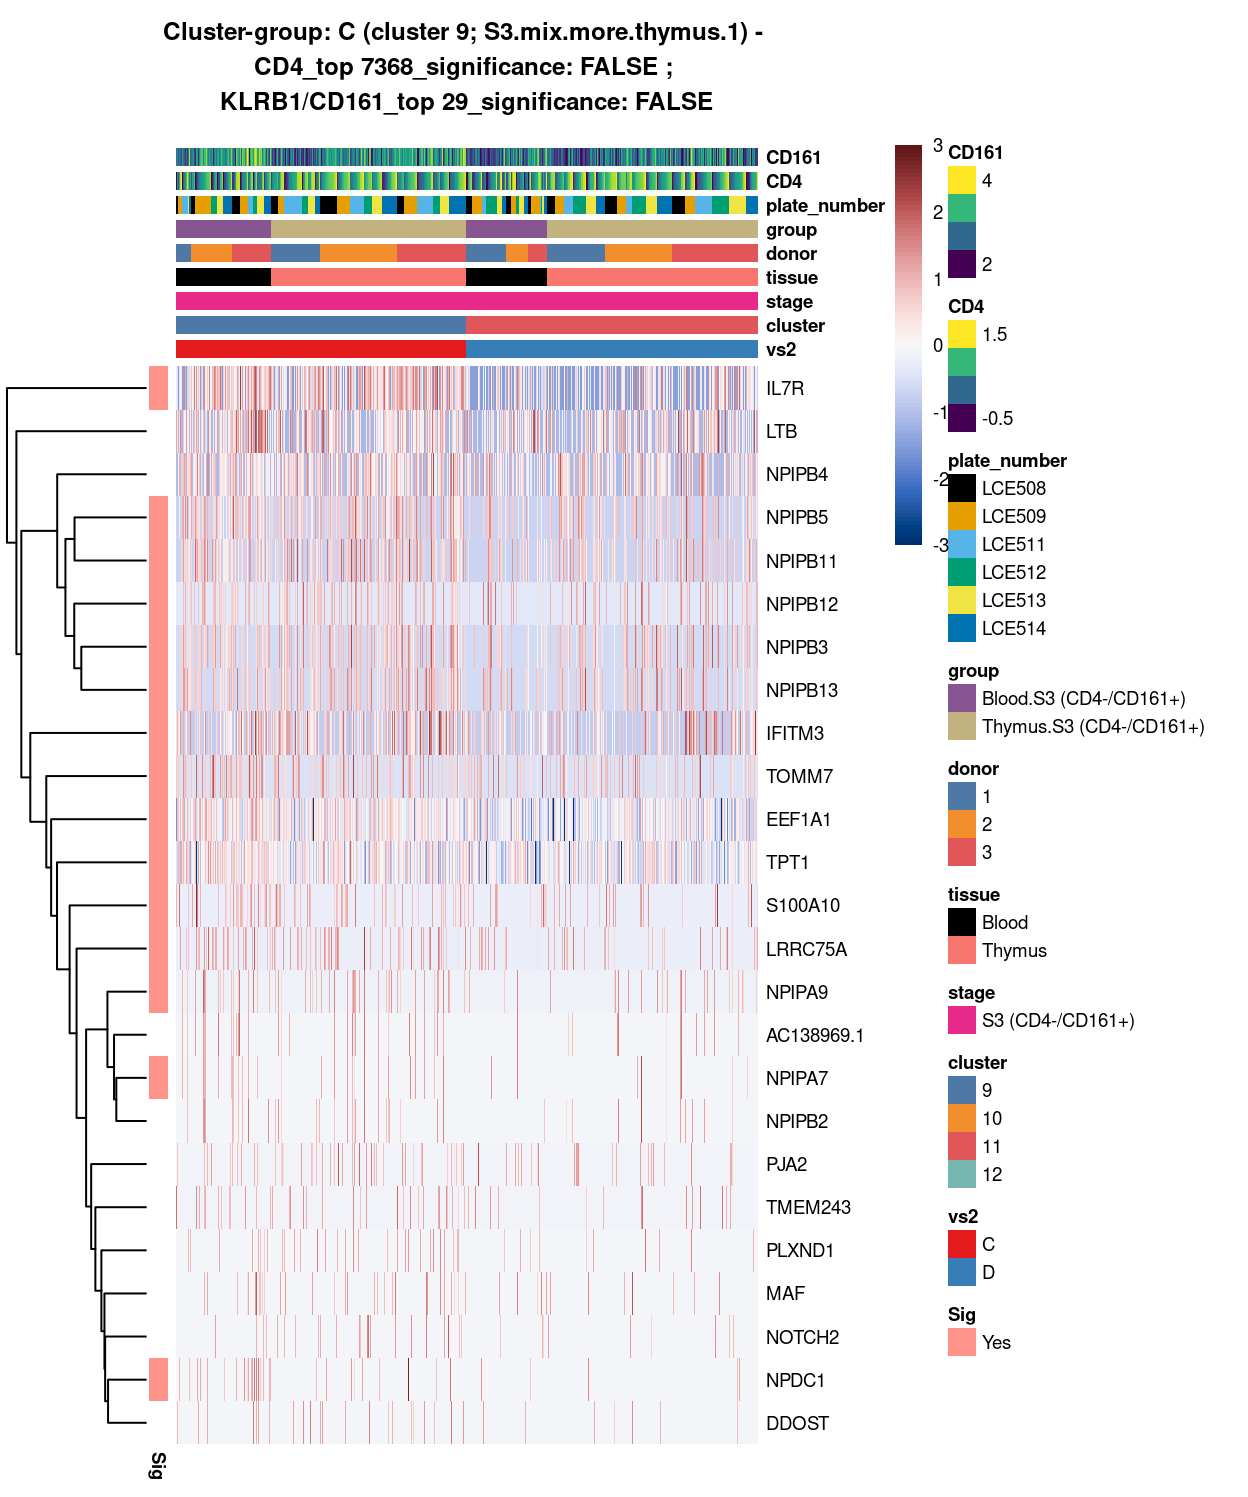 Cluster-group: C (cluster 9; S3.mix.more.thymus.1) -
CD4_top 7368_significance: FALSE ;
KLRB1/CD161_top 29_significance: FALSE
CD161
CD4
plate_number
group
donor
tissue
stage
cluster
vs2
IL7R
LTB
NPIPB4
NPIPB5
NPIPB11
NPIPB12
NPIPB3
NPIPB13
IFITM3
TOMM7
EEF1A1
TPT1
S100A10
LRRC75A
NPIPA9
AC138969.1
NPIPA7
NPIPB2
PJA2
TMEM243
PLXND1
MAF
NOTCH2
NPDC1
DDOST
Sig
3
2
1
0
-1
-2
-3
CD161
4
2
CD4
1.5
-0.5
plate_number
LCE508
LCE509
LCE511
LCE512
LCE513
LCE514
group
Blood.S3 (CD4-/CD161+)
Thymus.S3 (CD4-/CD161+)
donor
1
2
3
tissue
Blood
Thymus
stage
S3 (CD4-/CD161+)
cluster
9
10
11
12
vs2
C
D
Sig
Yes